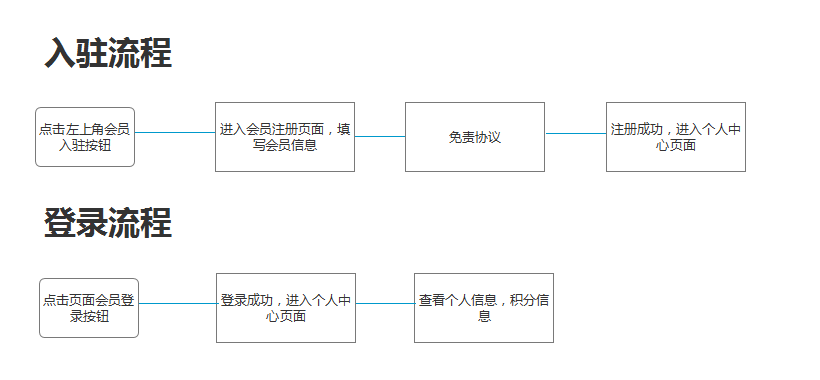 入驻流程
点击左上角会员
入驻按钮
进入会员注册页面，填
写会员信息
免责协议
注册成功，进入个人中
心页面
登录流程
点击页面会员登
录按钮
登录成功，进入个人中
心页面
查看个人信息，积分信
息